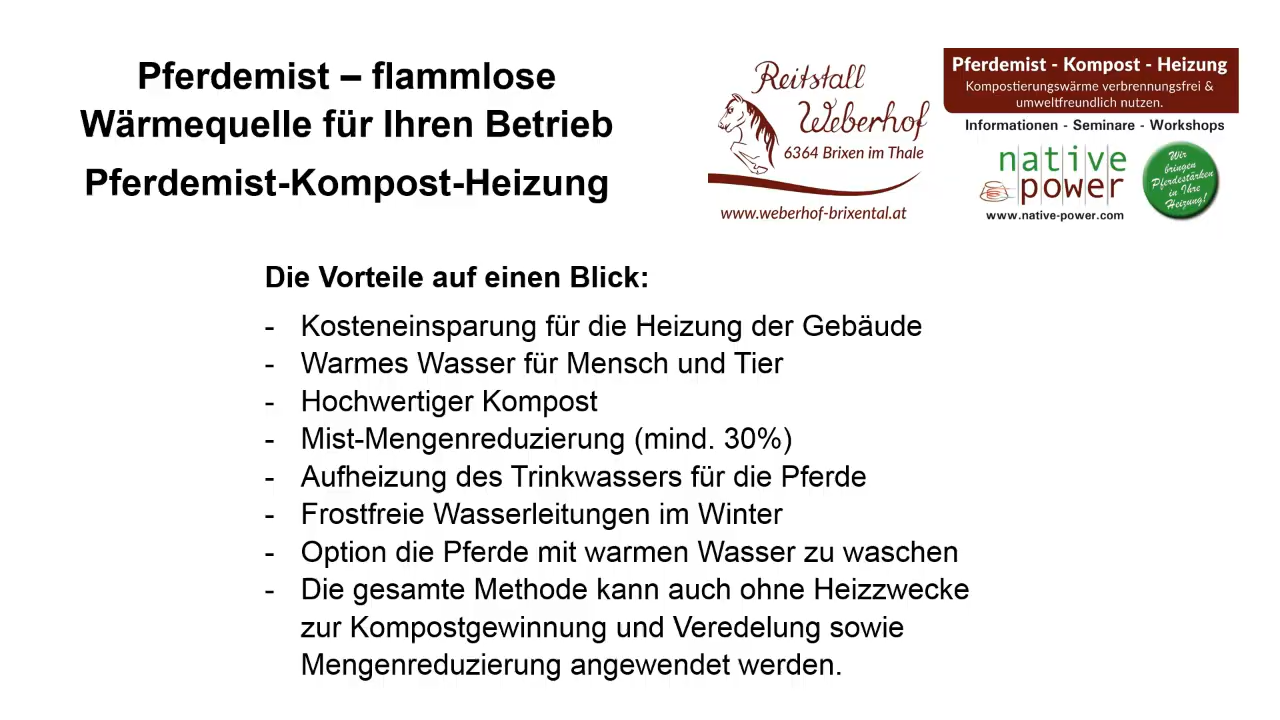 Pferdemist – flammlose
Wärmequelle für Ihren Betrieb
Pferdemist-Kompost-Heizung
Reitstall
Weberhof
6364 Brixen im Thale
www.weberhof-brixental.at
Pferdemist - Kompost - Heizung
Kompostierungswärme verbrennungsfrei &
umweltfreundlich nutzen.
Informationen - Seminare - Workshops
native
power
www.native-power.com
Wir
bringen
Pferdestärken
in Ihre
Heizung!
Die Vorteile auf einen Blick:
- Kosteneinsparung für die Heizung der Gebäude
- Warmes Wasser für Mensch und Tier
- Hochwertiger Kompost
- Mist-Mengenreduzierung (mind. 30%)
- Aufheizung des Trinkwassers für die Pferde
- Frostfreie Wasserleitungen im Winter
- Option die Pferde mit warmen Wasser zu waschen
- Die gesamte Methode kann auch ohne Heizzwecke
zur Kompostgewinnung und Veredelung sowie
Mengenreduzierung angewendet werden.